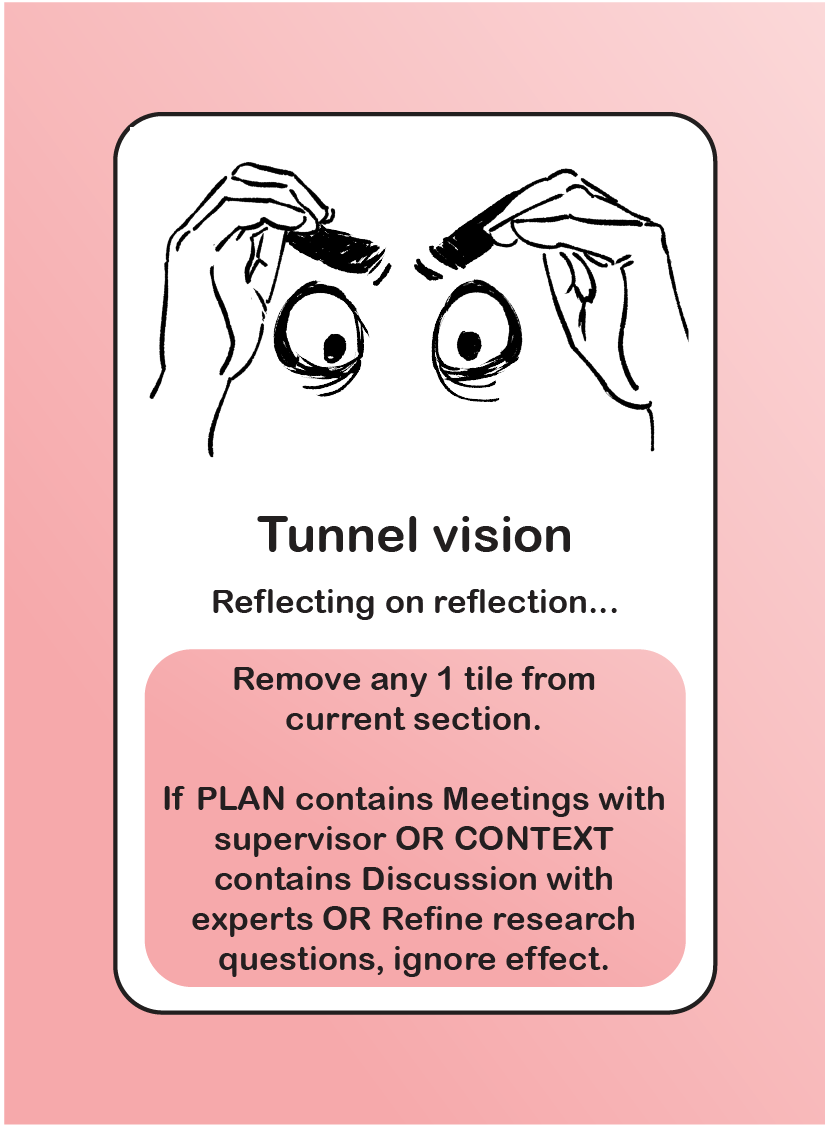 Tunnel vision
Reflecting on reflection...
Remove any 1 tile from
current section.
If PLAN contains Meetings with
supervisor OR CONTEXT
contains Discussion with
experts OR Refine research
questions, ignore effect.